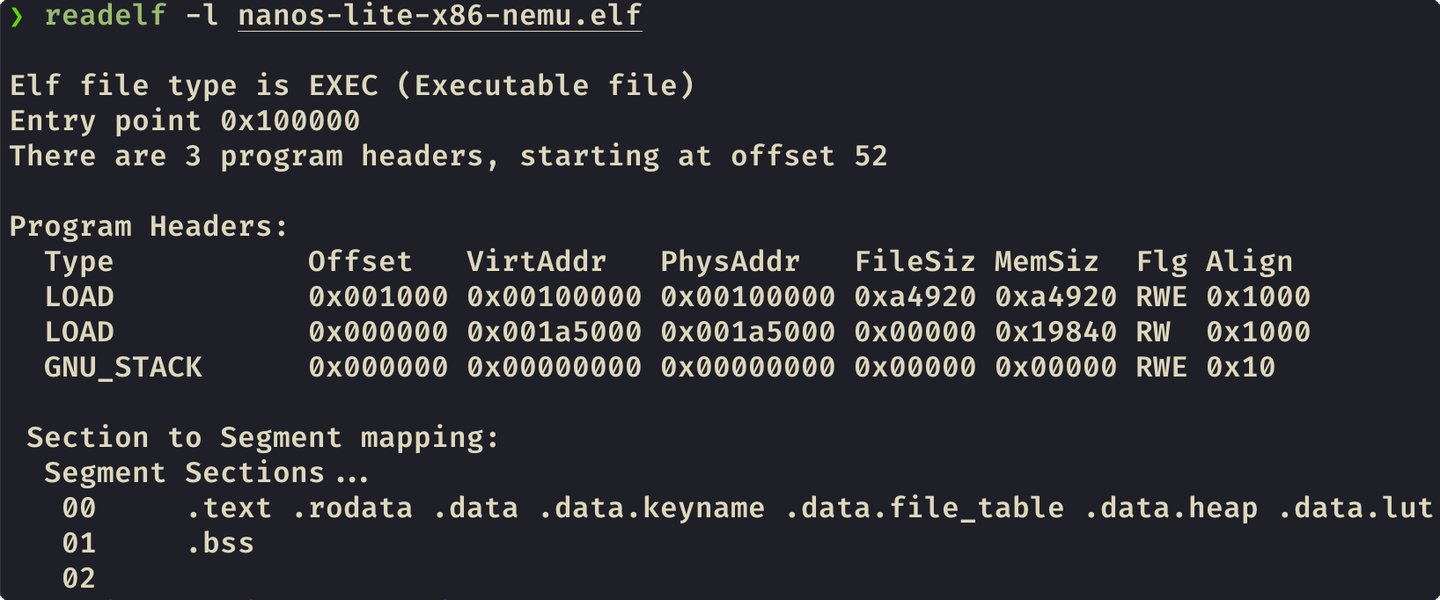 ❯ readelf -l nanos-lite-x86-nemu.elf
Elf file type is EXEC (Executable file)
Entry point 0x100000
There are 3 program headers, starting at offset 52
Program Headers:
Type Offset VirtAddr PhysAddr FileSiz MemSiz Flg Align
LOAD 0x001000 0x00100000 0x00100000 0xa4920 0xa4920 RWE 0x1000
LOAD 0x000000 0x001a5000 0x001a5000 0x00000 0x19840 RW 0x1000
GNU_STACK 0x000000 0x00000000 0x00000000 0x00000 0x00000 RWE 0x10
Section to Segment mapping:
Segment Sections...
00 .text .rodata .data .data.keyname .data.file_table .data.heap .data.lut
01 .bss
02